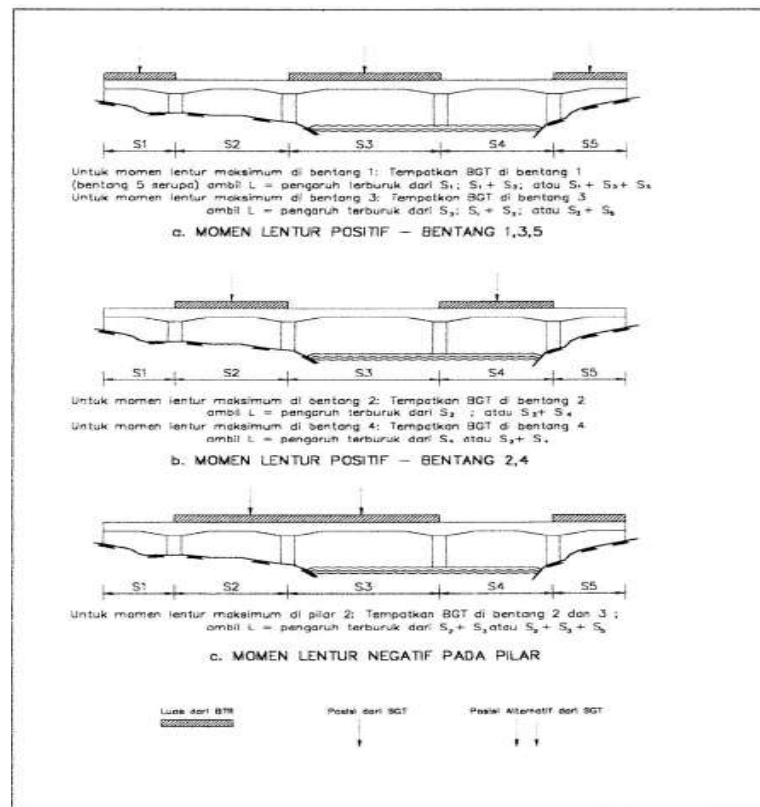 S1 S2 S3 S4 S5
Untuk momen lentur maksimum di bentang 1: Tempatkan BGT di bentang 1
(bentang 5 serupa) ambil L = pengaruh terburuk dari S₁; S₁ + S₃; atau S₁ + S₃ + S₅
Untuk momen lentur maksimum di bentang 3: Tempatkan BGT di bentang 3
ambil L = pengaruh terburuk dari S₃; S₁ + S₃; atau S₃ + S₅
a. MOMEN LENTUR POSITIF – BENTANG 1,3,5
S1 S2 S3 S4 S5
Untuk momen lentur maksimum di bentang 2: Tempatkan BGT di bentang 2
ambil L = pengaruh terburuk dari S₂ ; atau S₂+ S₄
Untuk momen lentur maksimum di bentang 4: Tempatkan BGT di bentang 4
ambil L = pengaruh terburuk dari S₄ atau S₂+ S₄
b. MOMEN LENTUR POSITIF – BENTANG 2,4
S1 S2 S3 S4 S5
Untuk momen lentur maksimum di pilar 2: Tempatkan BGT di bentang 2 dan 3 ;
ambil L = pengaruh terburuk dari S₂+ S₃ atau S₂ + S₃ + S₅
c. MOMEN LENTUR NEGATIF PADA PILAR
Luas dari BTR Posisi dari BGT Posisi Alternatif dari BGT